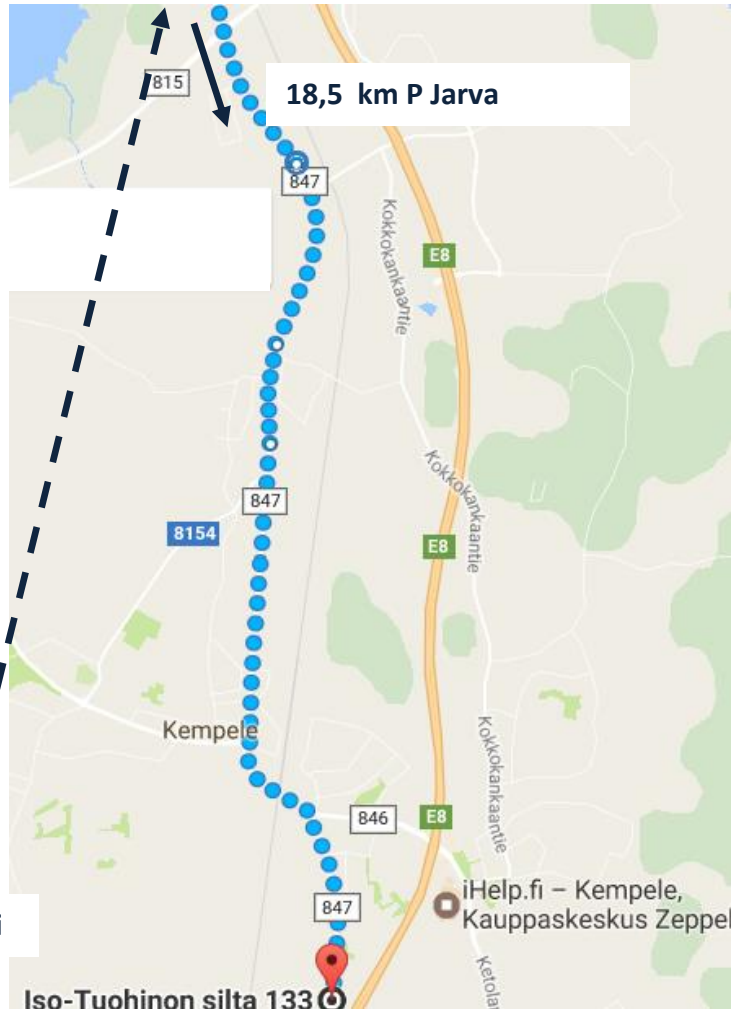 815
18,5 km P Jarva
847
Kokkokankaantie
E8
Kokkokankaantie
847
8154
E8
Kempele
Kokkokankaantie
846
E8
iHelp.fi – Kempele,
Kauppaskeskus Zeppel
847
i
Ketolan
Iso-Tuohinon silta 133